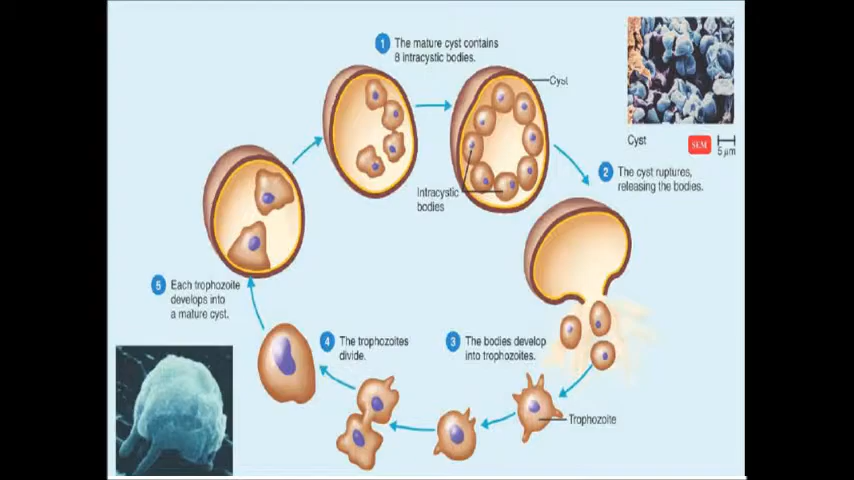 1 The mature cyst contains
8 intracystic bodies.
Cyst
Cyst
SEM
5 µm
2 The cyst ruptures,
releasing the bodies.
Intracystic
bodies
5 Each trophozoite
develops into
a mature cyst.
4 The trophozoites
divide.
3 The bodies develop
into trophozoites.
Trophozoite